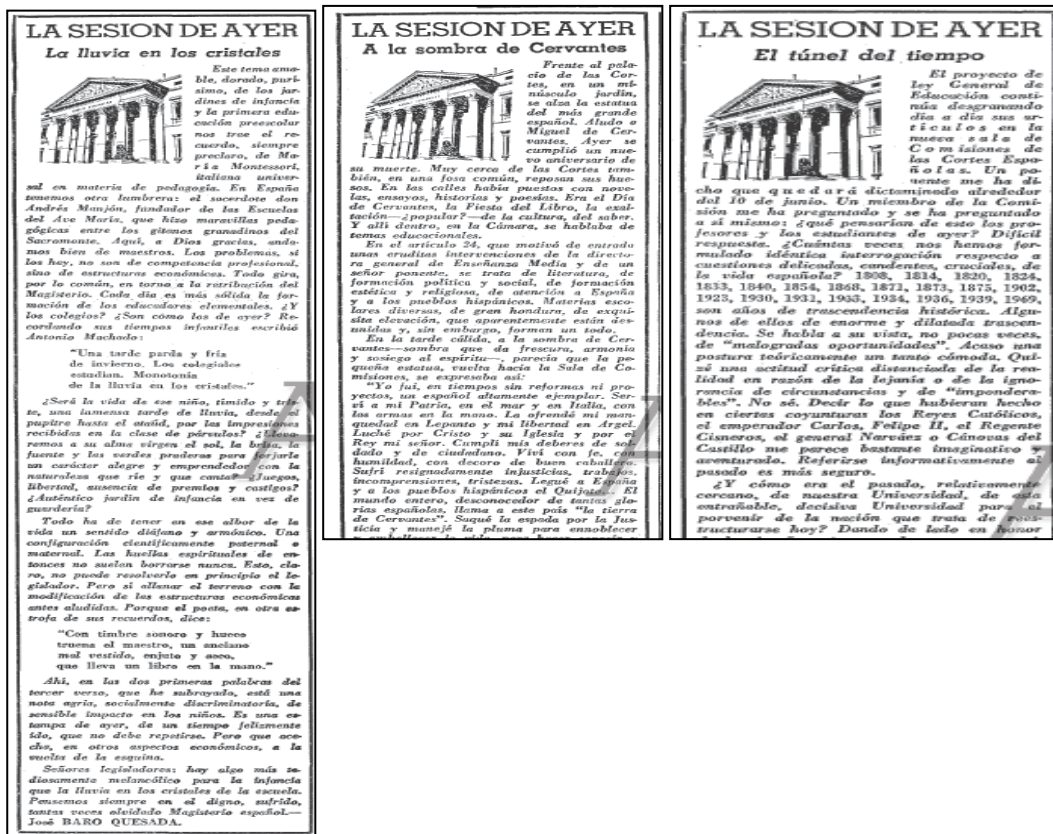 LA SESION DE AYER
La lluvia en los cristales
Este tema ama-
ble, dorado, purí-
simo, de los jar-
dines de infancia
y la primera edu-
cación preescolar
nos trae el re-
cuerdo, siempre
preclaro, de Ma-
ría Montessori,
italiana univer-
sal en materia de pedagogía. En España
tenemos otra lumbrera: el sacerdote don
Andrés Manjón, fundador de las Escuelas
del Ave María, que hizo maravillas peda-
gógicas entre los gitanos granadinos del
Sacromonte. Aquí, a Dios gracias, anda-
mos bien de maestros. Los problemas, si
los hay, no son de competencia profesional,
sino de estructuras económicas. Todo gira,
por lo común, en torno a la retribución del
Magisterio. Cada día es más sólida la for-
mación de los educadores elementales. ¿Y
los colegios? ¿Son como los de ayer? Re-
cordando sus tiempos infantiles escribió
Antonio Machado:
"Una tarde parda y fría
de invierno. Los colegiales
estudian. Monotonía
de la lluvia en los cristales."
¿Será la vida de ese niño, tímido y tris-
te, una inmensa tarde de lluvia, desde el
pupitre hasta el ataúd, por las impresiones
recibidas en la clase de párvulos? ¿Lleva-
remos a su alma virgen el sol, la brisa, la
fuente y las verdes praderas para forjarle
un carácter alegre y emprendedor con la
naturaleza que ríe y que canta? ¿Juegos,
libertad, ausencia de premios y castigos?
¿Auténtico jardín de infancia en vez de
guardería?
Todo ha de tener en ese albor de la
vida un sentido diáfano y armónico. Una
configuración científicamente paternal o
maternal. Las huellas espirituales de en-
tonces no suelen borrarse nunca. Esto, cla-
ro, no puede resolverlo en principio el le-
gislador. Pero sí allanar el terreno con la
modificación de las estructuras económicas
antes aludidas. Porque el poeta, en otra es-
trofa de sus recuerdos, dice:
"Con timbre sonoro y hueco
truena el maestro, un anciano
mal vestido, enjuto y seco,
que lleva un libro en la mano."
Ahí, en las dos primeras palabras del
tercer verso, que he subrayado, está una
nota agria, socialmente discriminatoria, de
sensible impacto en los niños. Es una es-
tampa de ayer, de un tiempo felizmente
ido, que no debe repetirse. Pero que ace-
cha, en otros aspectos económicos, a la
vuelta de la esquina.
Señores legisladores: hay algo más te-
diosamente melancólico para la infancia
que la lluvia en los cristales de la escuela.
Pensemos siempre en el digno, sufrido,
tantas veces olvidado Magisterio español.—
José BARO QUESADA.
LA SESION DE AYER
A la sombra de Cervantes
Frente al pala-
cio de las Cor-
tes, en un mi-
núsculo jardín,
se alza la estatua
del más grande
español. Aludo a
Miguel de Cer-
vantes. Ayer se
cumplió un nue-
vo aniversario de
su muerte. Muy cerca de las Cortes tam-
bién, en una fosa común, reposan sus hue-
sos. En las calles había puestos con nove-
las, ensayos, historias y poesías. Era el Día
de Cervantes, la Fiesta del Libro, la exal-
tación—¿popular?—de la cultura, del saber.
Y allí dentro, en la Cámara, se hablaba de
temas educacionales.
En el artículo 24, que motivó de entrada
unas eruditas intervenciones de la directo-
ra general de Enseñanza Media y de un
señor ponente, se trata de literatura, de
formación política y social, de formación
estética y religiosa, de atención a España
y a los pueblos hispánicos. Materias esco-
lares diversas, de gran hondura, de exqui-
sita elevación, que aparentemente están des-
unidas y, sin embargo, forman un todo.
En la tarde cálida, a la sombra de Cer-
vantes—sombra que da frescura, armonía
y sosiego al espíritu—, parecía que la pe-
queña estatua, vuelta hacia la Sala de Co-
misiones, se expresaba así:
"Yo fui, en tiempos sin reformas ni pro-
yectos, un español altamente ejemplar. Ser-
ví a mi Patria, en el mar y en Italia, con
las armas en la mano. La ofrendé mi man-
quedad en Lepanto y mi libertad en Argel.
Luché por Cristo y su Iglesia y por el
Rey mi señor. Cumplí mis deberes de sol-
dado y de ciudadano. Viví con fe, con
humildad, con decoro de buen caballero.
Sufrí resignadamente injusticias, trabajos,
incomprensiones, tristezas. Legué a España
y a los pueblos hispánicos el Quijote. El
mundo entero, desconocedor de tantas glo-
rias españolas, llama a este país "la tierra
de Cervantes". Saqué la espada por la Jus-
ticia y manejé la pluma para ennoblecer
LA SESION DE AYER
El túnel del tiempo
El proyecto de
ley General de
Educación conti-
núa desgranando
día a día sus ar-
tículos en la
nueva sala de
Comisiones de
las Cortes Espa-
ñolas. Un po-
nente me ha di-
cho que quedará dictaminado alrededor
del 10 de junio. Un miembro de la Comi-
sión me ha preguntado y se ha preguntado
a sí mismo: ¿qué pensarían de esto los pro-
fesores y los estudiantes de ayer? Difícil
respuesta. ¿Cuántas veces nos hemos for-
mulado idéntica interrogación respecto a
cuestiones delicadas, candentes, cruciales, de
la vida española? 1808, 1814, 1820, 1824,
1833, 1840, 1854, 1868, 1871, 1873, 1875, 1902,
1923, 1930, 1931, 1933, 1934, 1936, 1939, 1969,
son años de trascendencia histórica. Algu-
nos de ellos de enorme y dilatada trascen-
dencia. Se habla a su vista, no pocas veces,
de "malogradas oportunidades". Acaso una
postura teóricamente un tanto cómoda. Qui-
zá una actitud crítica distanciada de la rea-
lidad en razón de la lejanía o de la igno-
rancia de circunstancias y de "impondera-
bles". No sé. Decir lo que hubieran hecho
en ciertas coyunturas los Reyes Católicos,
el emperador Carlos, Felipe II, el Regente
Cisneros, el general Narváez o Cánovas del
Castillo me parece bastante imaginativo y
aventurado. Referirse informativamente al
pasado es más seguro.
¿Y cómo era el pasado, relativamente
cercano, de nuestra Universidad, de esta
entrañable, decisiva Universidad para el
porvenir de la nación que trata de rees-
tructurarse hoy? Dando de lado en honor